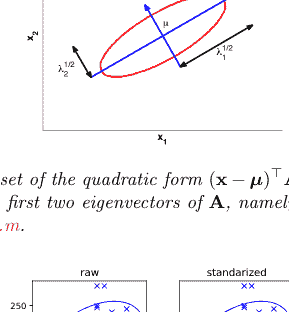 x₂
μ
λ₂^1/2
λ₁^1/2
x₁
set of the quadratic form (x − μ)⊤
first two eigenvectors of A, namely
.m.
raw
standarized
250